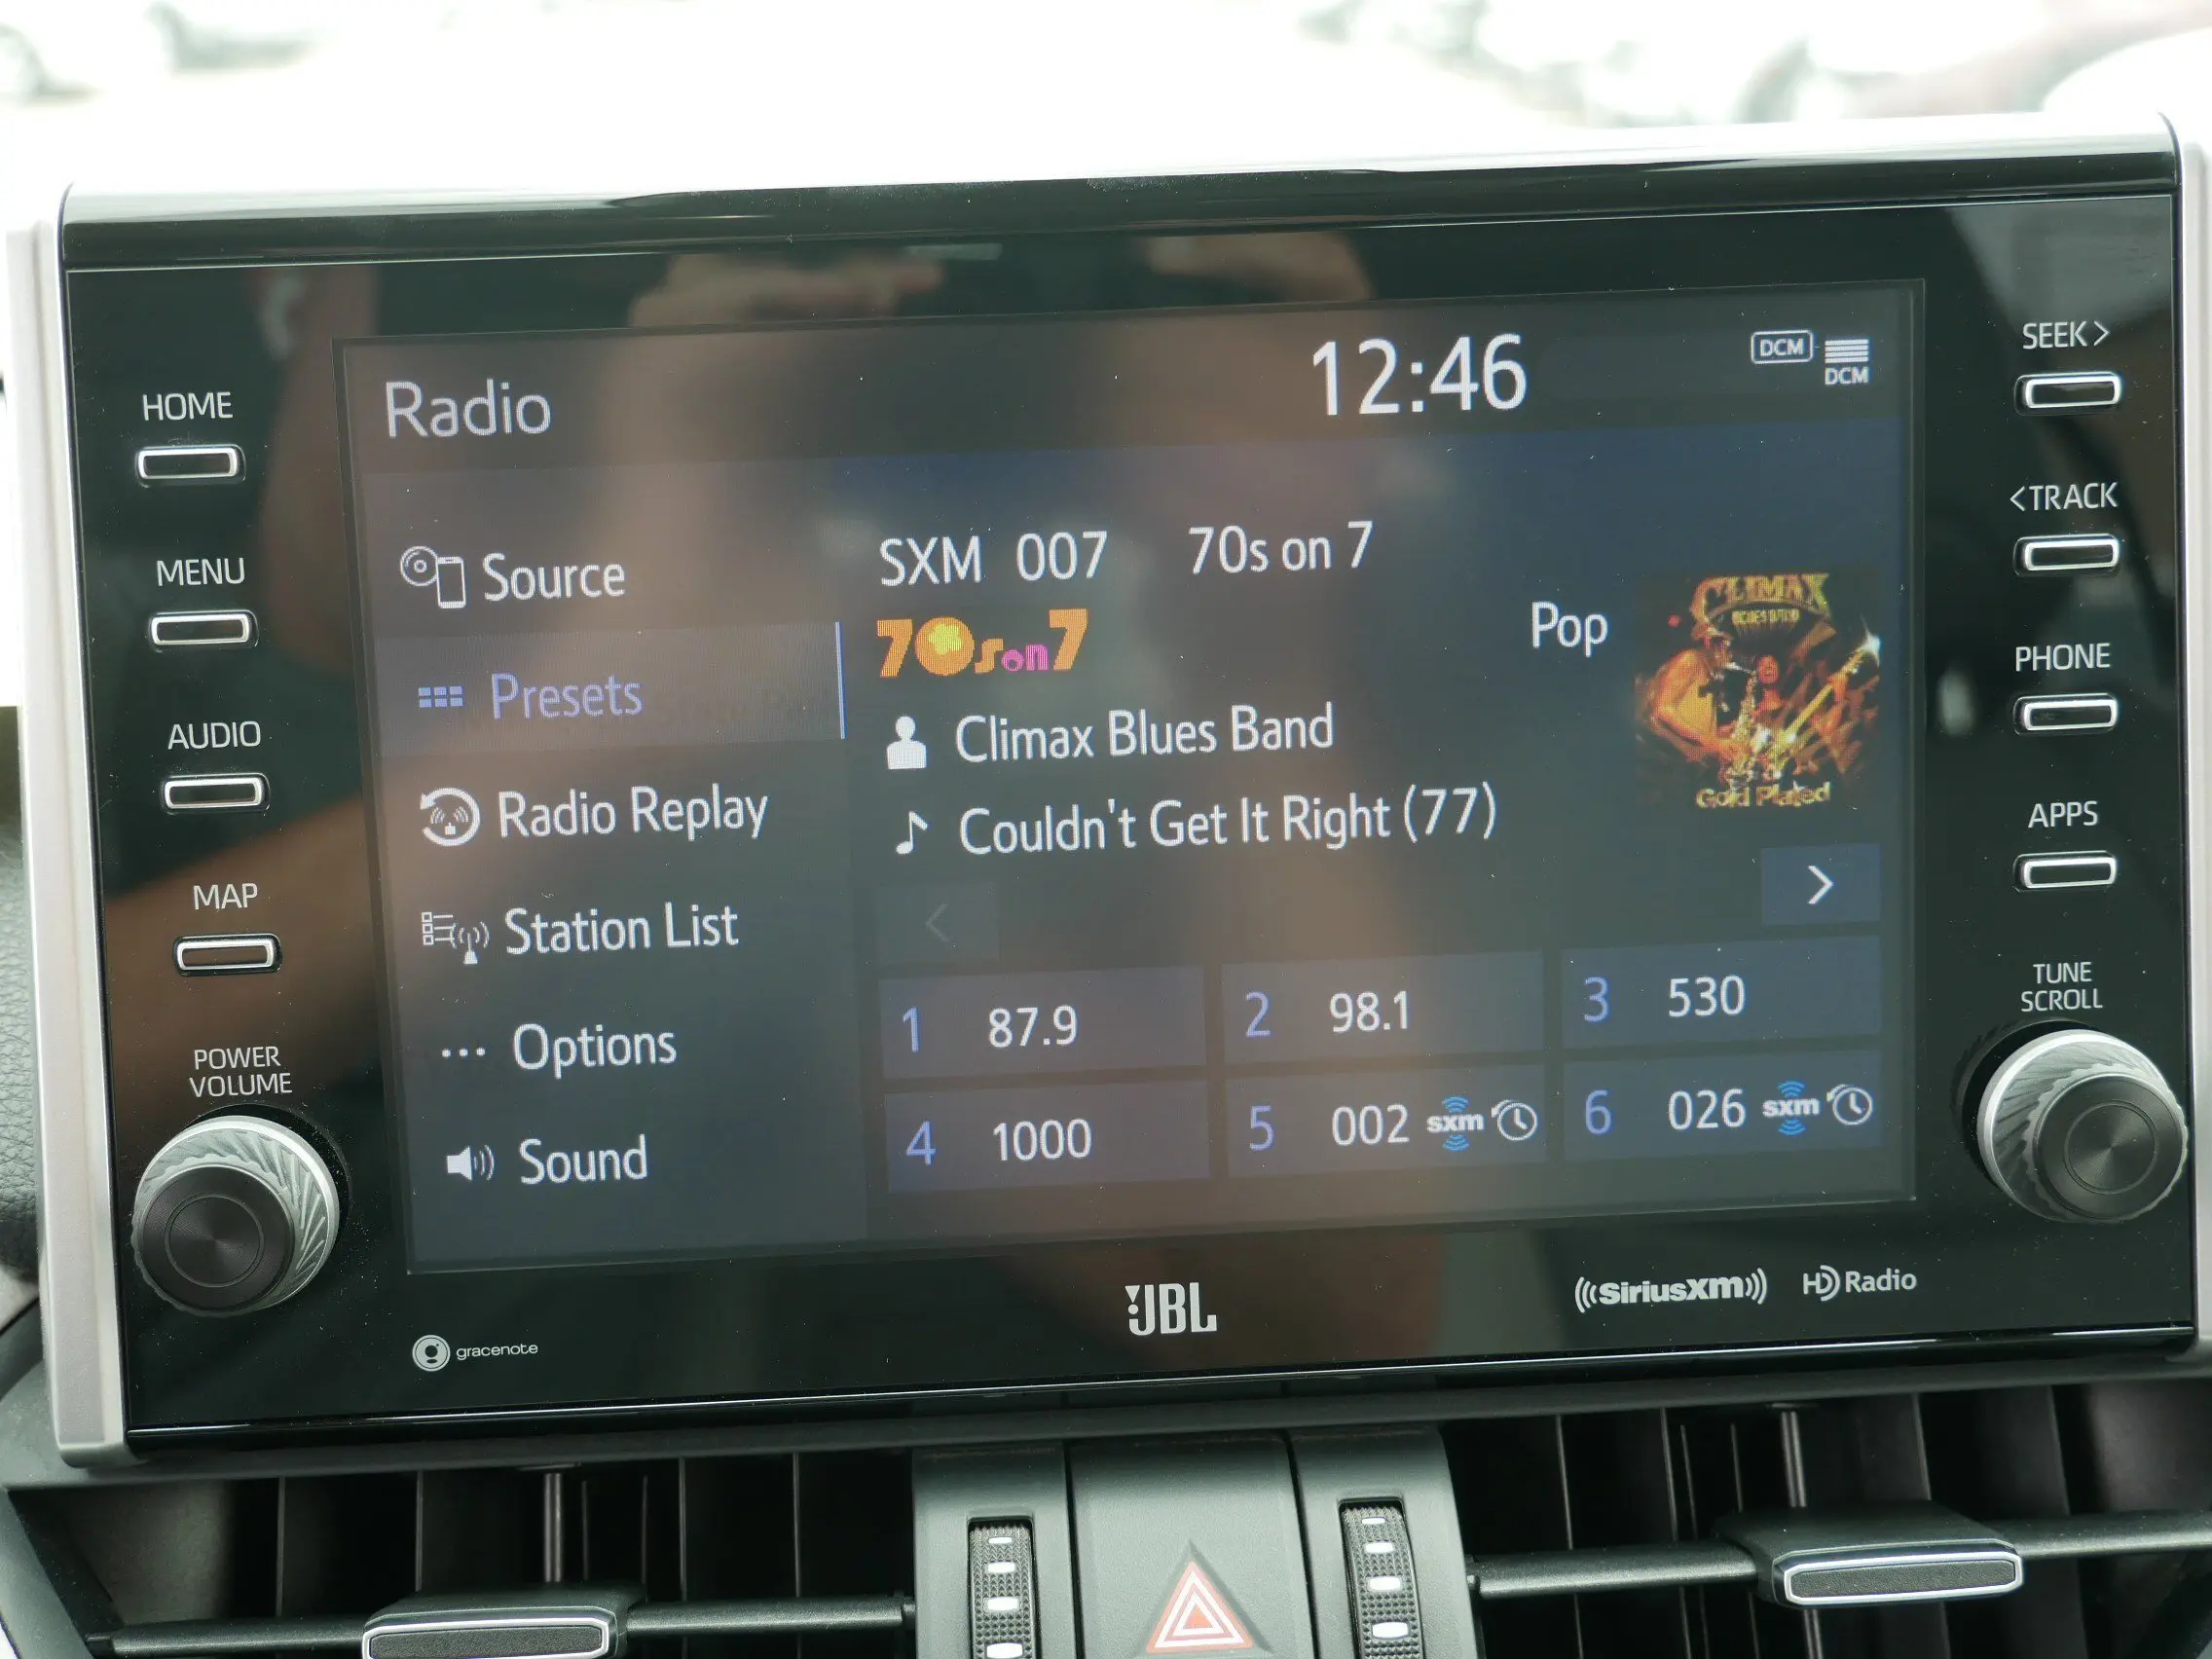 HOME
MENU
AUDIO
MAP
POWER
VOLUME
Radio
12:46
DCM
DCM
Source
Presets
Radio Replay
Station List
Options
Sound
SXM 007 70s on 7
70s on 7
Pop
Climax Blues Band
Couldn't Get It Right (77)
CLIMAX
BLUES BAND
Gold Plated
1 87.9
2 98.1
3 530
4 1000
5 002 sxm
6 026 sxm
SEEK>
<TRACK
PHONE
APPS
TUNE
SCROLL
gracenote
JBL
SiriusXM
HD Radio